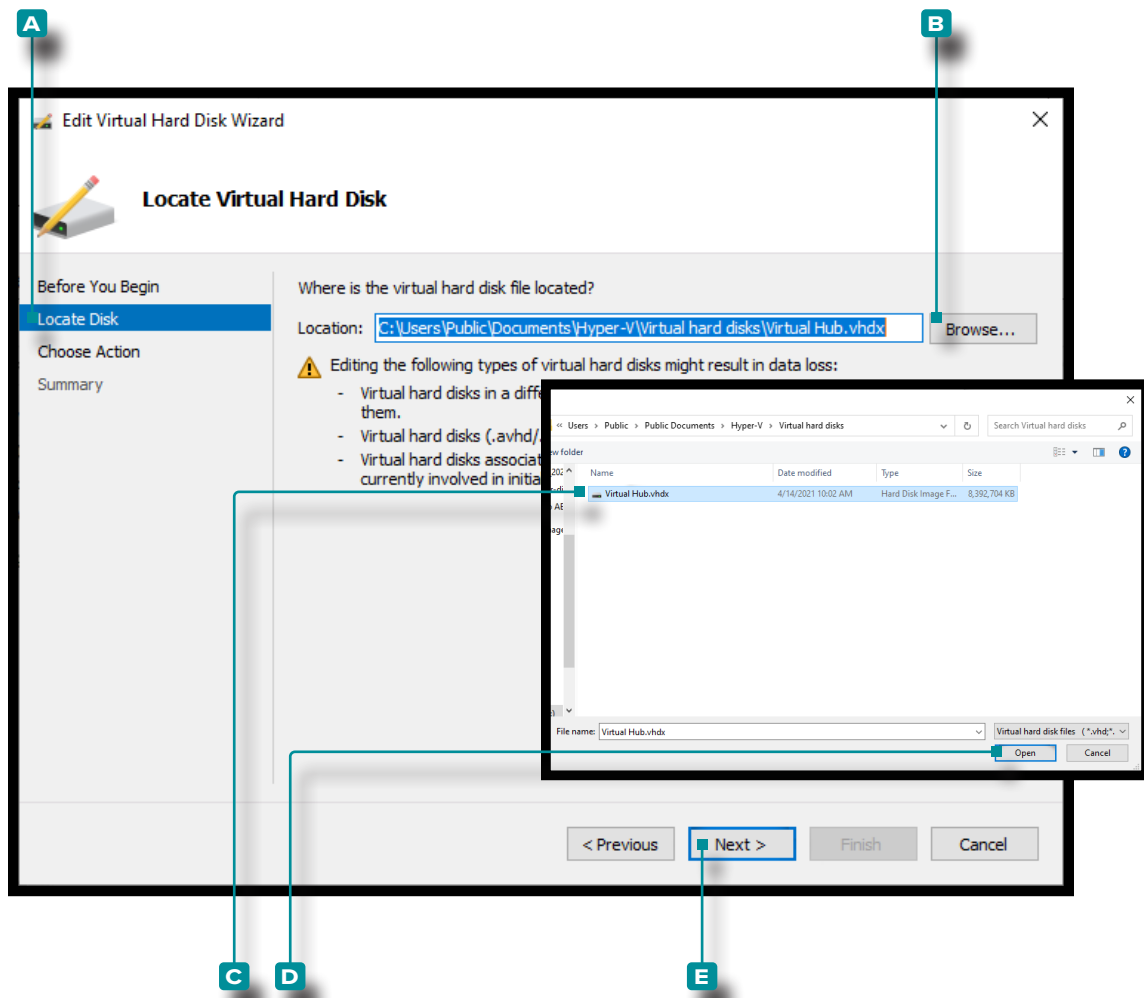 A
B
Edit Virtual Hard Disk Wizard
Locate Virtual Hard Disk
Before You Begin
Locate Disk
Choose Action
Summary
Where is the virtual hard disk file located?
Location: C:\Users\Public\Documents\Hyper-V\Virtual hard disks\Virtual Hub.vhdx Browse...
Editing the following types of virtual hard disks might result in data loss:
- Virtual hard disks in a diffe
them.
- Virtual hard disks (.avhd/
- Virtual hard disks associat
currently involved in initia
« Users > Public > Public Documents > Hyper-V > Virtual hard disks
Search Virtual hard disks
ew folder
Name Date modified Type Size
Virtual Hub.vhdx 4/14/2021 10:02 AM Hard Disk Image F... 8,392,704 KB
File name: Virtual Hub.vhdx
Virtual hard disk files (*.vhd;*.
Open Cancel
< Previous Next > Finish Cancel
C
D
E